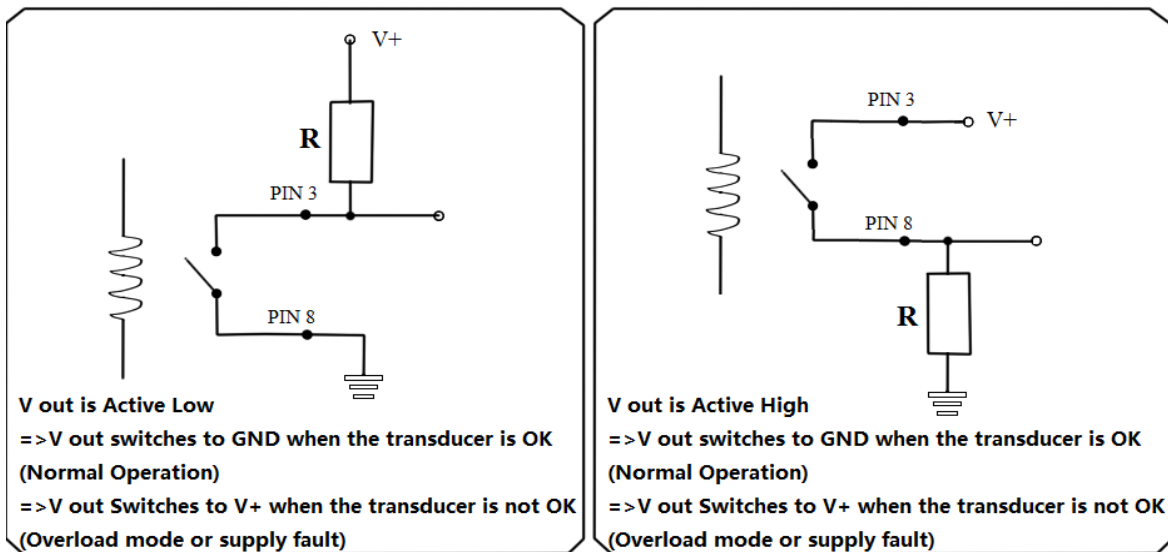 V+
R
PIN 3
PIN 8
V out is Active Low
=>V out switches to GND when the transducer is OK
(Normal Operation)
=>V out Switches to V+ when the transducer is not OK
(Overload mode or supply fault)
PIN 3
V+
PIN 8
R
V out is Active High
=>V out switches to GND when the transducer is OK
(Normal Operation)
=>V out Switches to V+ when the transducer is not OK
(Overload mode or supply fault)